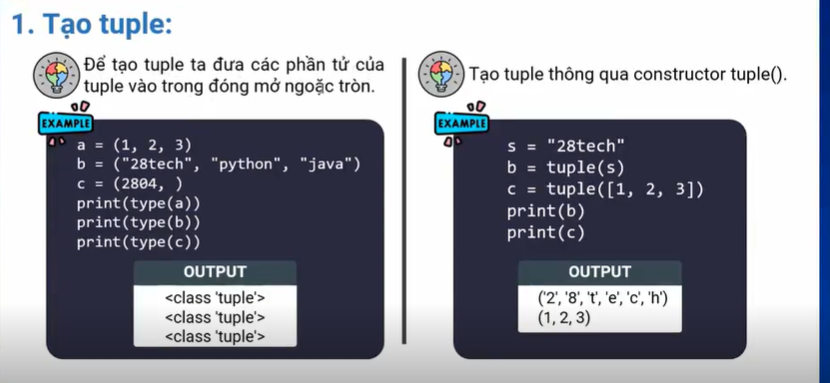 1. Tạo tuple:
Để tạo tuple ta đưa các phần tử của
tuple vào trong đóng mở ngoặc tròn.
EXAMPLE
a = (1, 2, 3)
b = ("28tech", "python", "java")
c = (2804, )
print(type(a))
print(type(b))
print(type(c))
OUTPUT
<class 'tuple'>
<class 'tuple'>
<class 'tuple'>
Tạo tuple thông qua constructor tuple().
EXAMPLE
s = "28tech"
b = tuple(s)
c = tuple([1, 2, 3])
print(b)
print(c)
OUTPUT
('2', '8', 't', 'e', 'c', 'h')
(1, 2, 3)